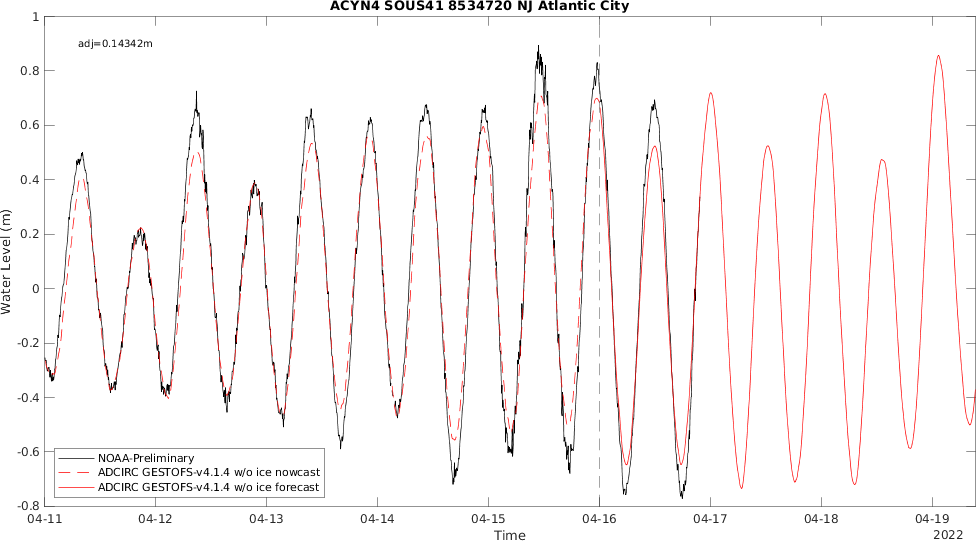 ACYN4 SOUS41 8534720 NJ Atlantic City
adj=0.14342m
1
0.8
0.6
0.4
0.2
0
-0.2
-0.4
-0.6
-0.8
Water Level (m)
NOAA-Preliminary
ADCIRC GESTOFS-v4.1.4 w/o ice nowcast
ADCIRC GESTOFS-v4.1.4 w/o ice forecast
04-11 04-12 04-13 04-14 04-15 04-16 04-17 04-18 04-19
Time
2022